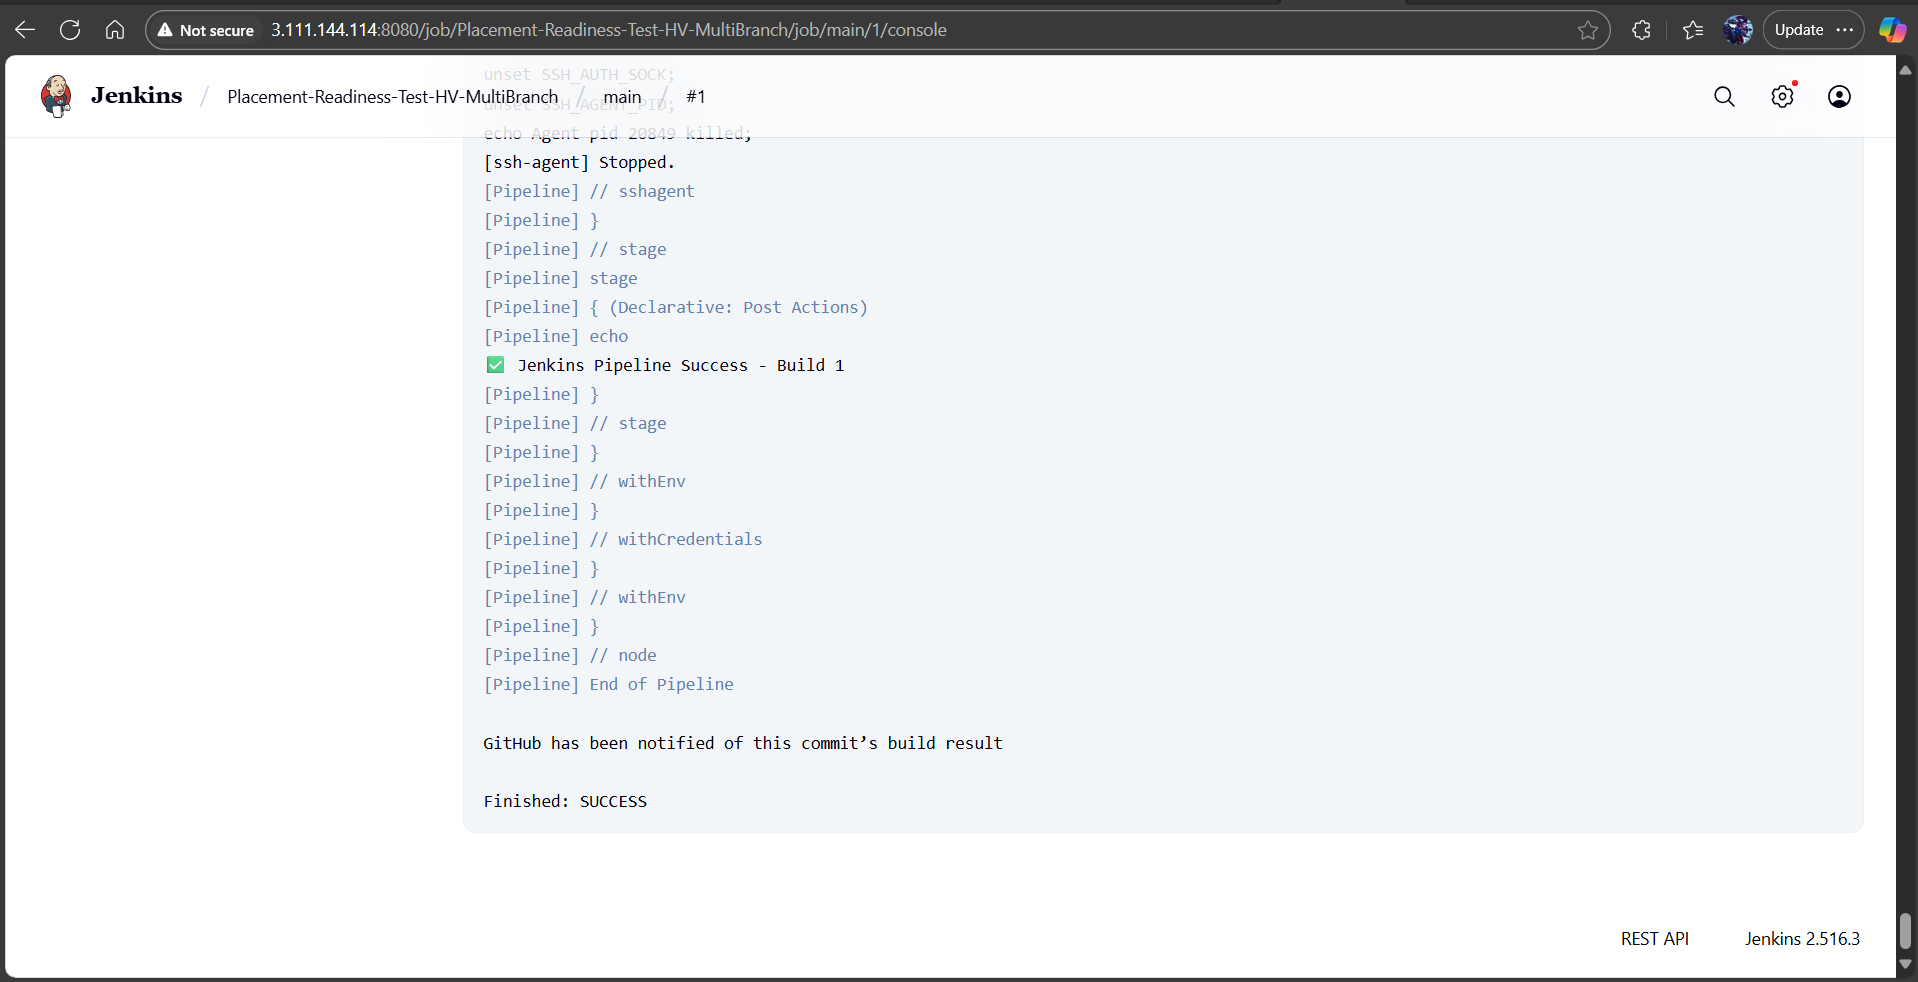 Not secure 3.111.144.114:8080/job/Placement-Readiness-Test-HV-MultiBranch/job/main/1/console
Update
Jenkins / Placement-Readiness-Test-HV-MultiBranch / main / #1
unset SSH_AUTH_SOCK;
unset SSH_AGENT_PID;
echo Agent pid 20849 killed;
[ssh-agent] Stopped.
[Pipeline] // sshagent
[Pipeline] }
[Pipeline] // stage
[Pipeline] stage
[Pipeline] { (Declarative: Post Actions)
[Pipeline] echo
✅ Jenkins Pipeline Success - Build 1
[Pipeline] }
[Pipeline] // stage
[Pipeline] }
[Pipeline] // withEnv
[Pipeline] }
[Pipeline] // withCredentials
[Pipeline] }
[Pipeline] // withEnv
[Pipeline] }
[Pipeline] // node
[Pipeline] End of Pipeline
GitHub has been notified of this commit’s build result
Finished: SUCCESS
REST API
Jenkins 2.516.3